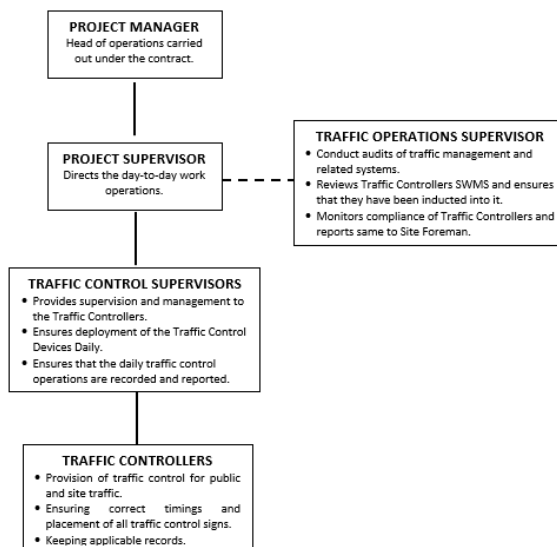 PROJECT MANAGER
Head of operations carried
out under the contract.
PROJECT SUPERVISOR
Directs the day-to-day work
operations.
TRAFFIC OPERATIONS SUPERVISOR
• Conduct audits of traffic management and
related systems.
• Reviews Traffic Controllers SWMS and ensures
that they have been inducted into it.
• Monitors compliance of Traffic Controllers and
reports same to Site Foreman.
TRAFFIC CONTROL SUPERVISORS
• Provides supervision and management to
the Traffic Controllers.
• Ensures deployment of the Traffic Control
Devices Daily.
• Ensures that the daily traffic control
operations are recorded and reported.
TRAFFIC CONTROLLERS
• Provision of traffic control for public
and site traffic.
• Ensuring correct timings and
placement of all traffic control signs.
• Keeping applicable records.